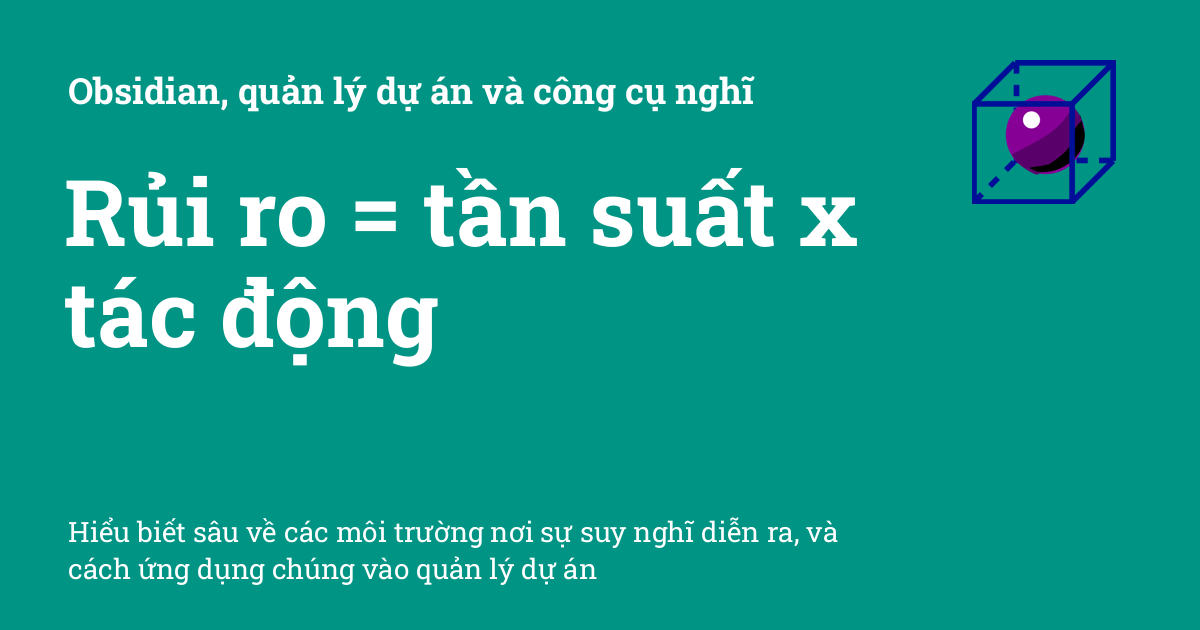 Obsidian, quản lý dự án và công cụ nghĩ
Rủi ro = tần suất x
tác động
Hiểu biết sâu về các môi trường nơi sự suy nghĩ diễn ra, và
cách ứng dụng chúng vào quản lý dự án